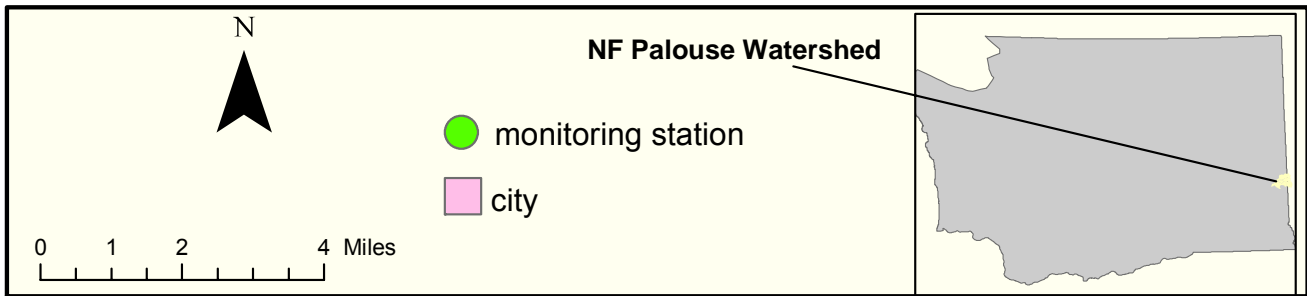 N
NF Palouse Watershed
monitoring station
city
0 1 2 4 Miles